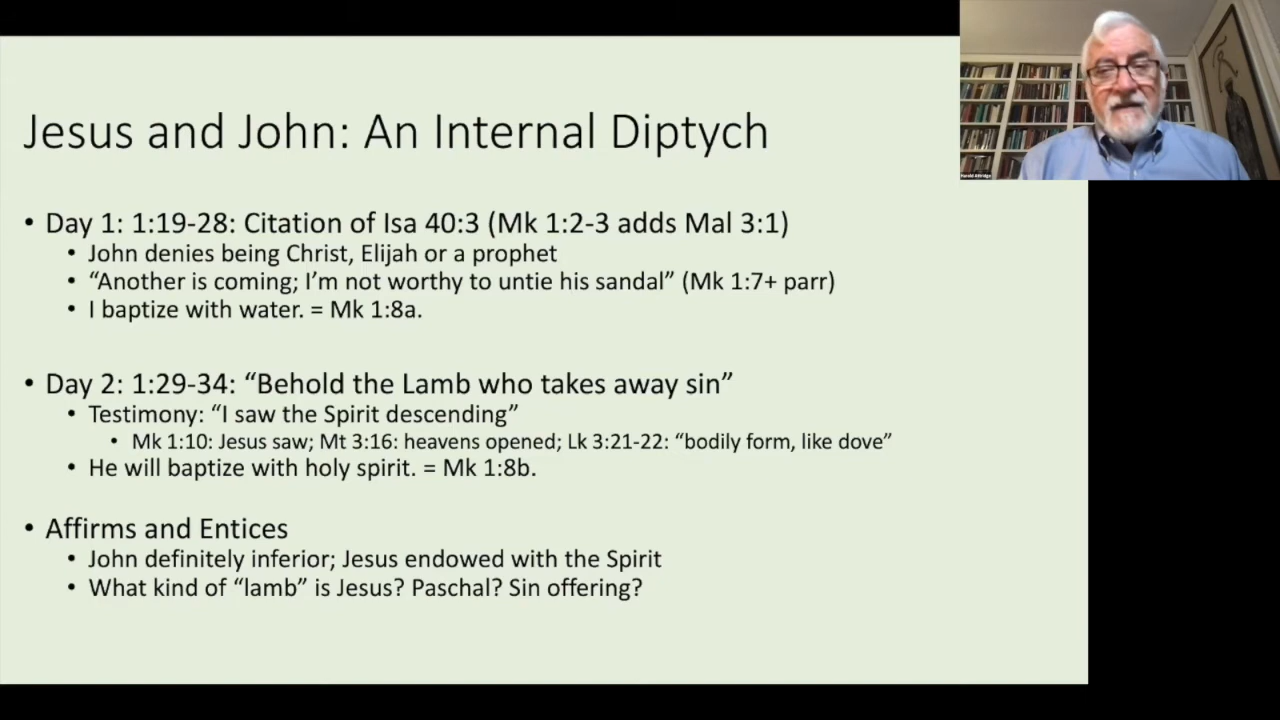 Jesus and John: An Internal Diptych
• Day 1: 1:19-28: Citation of Isa 40:3 (Mk 1:2-3 adds Mal 3:1)
• John denies being Christ, Elijah or a prophet
• “Another is coming; I’m not worthy to untie his sandal” (Mk 1:7+ parr)
• I baptize with water. = Mk 1:8a.
• Day 2: 1:29-34: “Behold the Lamb who takes away sin”
• Testimony: “I saw the Spirit descending”
• Mk 1:10: Jesus saw; Mt 3:16: heavens opened; Lk 3:21-22: “bodily form, like dove”
• He will baptize with holy spirit. = Mk 1:8b.
• Affirms and Entices
• John definitely inferior; Jesus endowed with the Spirit
• What kind of “lamb” is Jesus? Paschal? Sin offering?
Harold Attridge